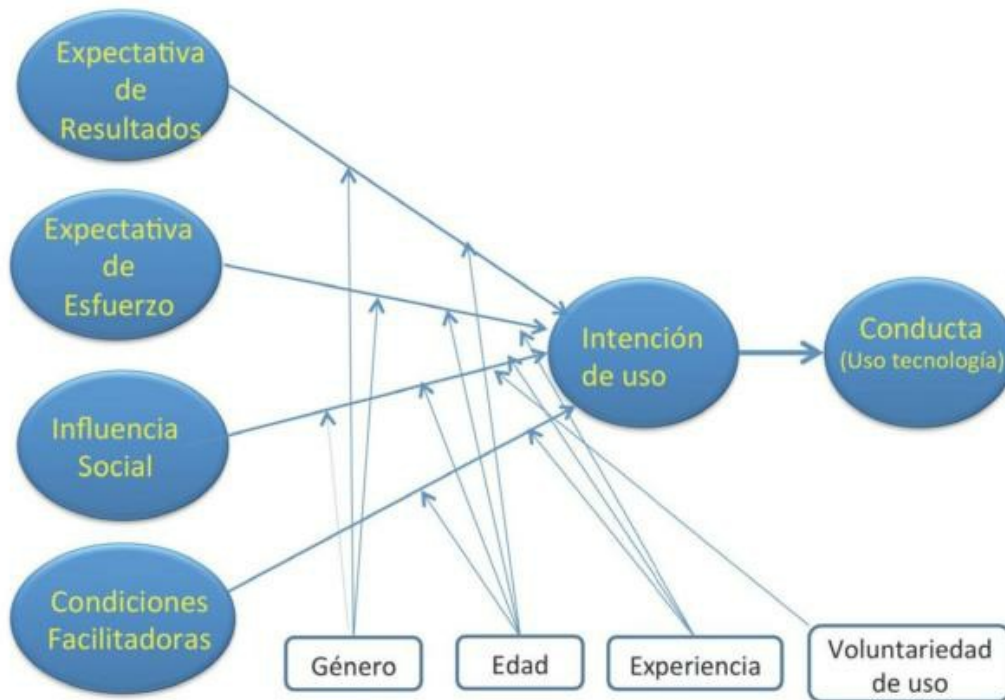 Expectativa
de
Resultados
Expectativa
de
Esfuerzo
Influencia
Social
Condiciones
Facilitadoras
Intención
de uso
Conducta
(Uso tecnología)
Género
Edad
Experiencia
Voluntariedad
de uso